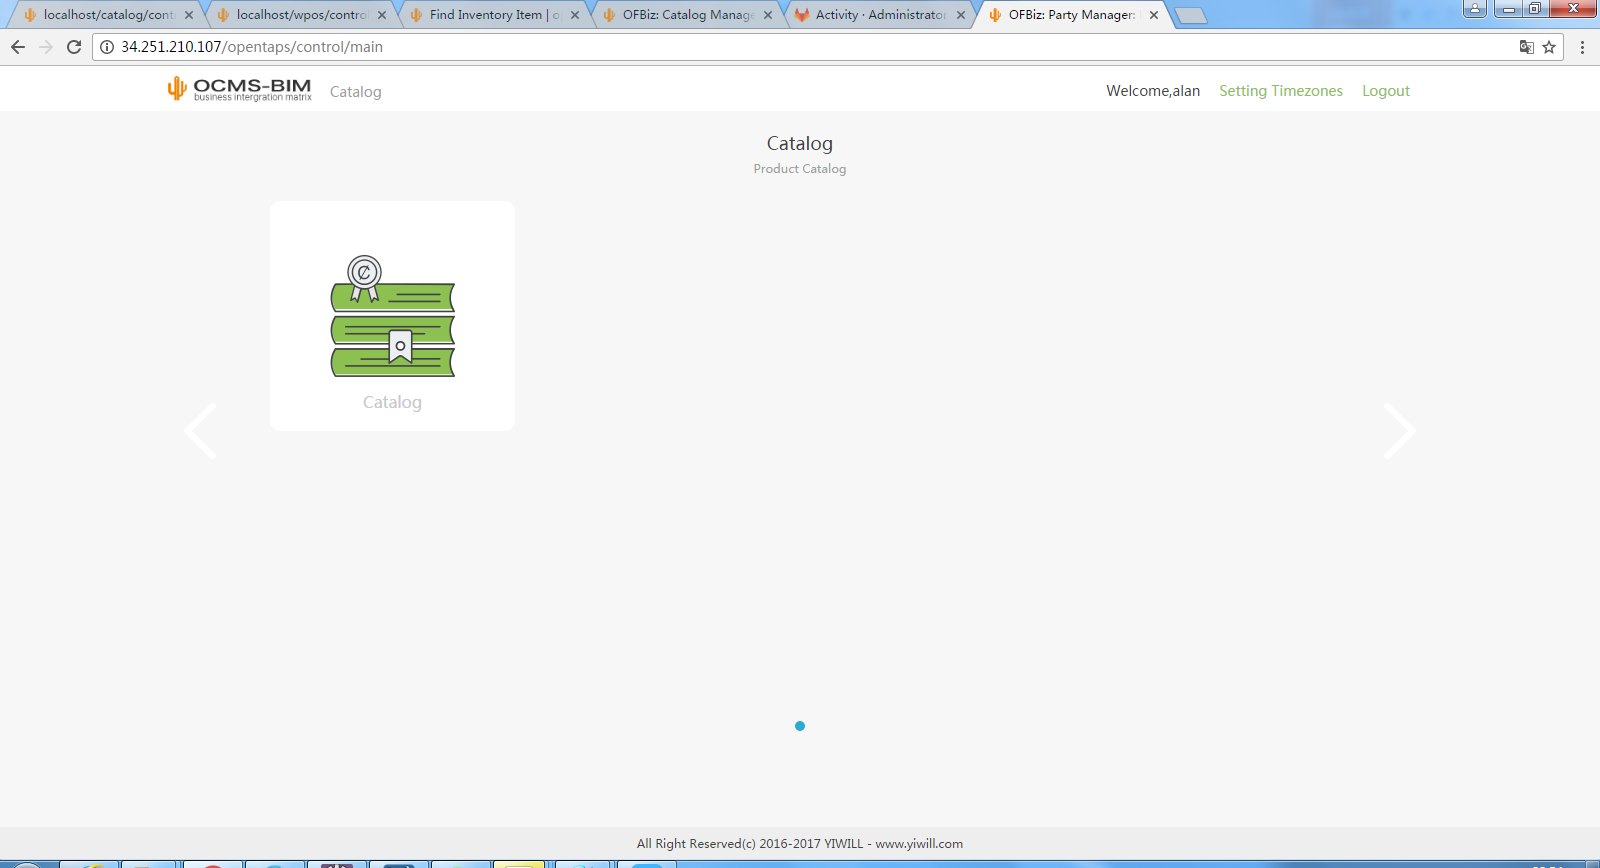 localhost/catalog/cont
localhost/wpos/control
Find Inventory Item | o
OFBiz: Catalog Manage
Activity · Administrator
OFBiz: Party Manager:
34.251.210.107/opentaps/control/main
OCMS-BIM
business intergration matrix
Catalog
Welcome,alan
Setting Timezones
Logout
Catalog
Product Catalog
Catalog
All Right Reserved(c) 2016-2017 YIWILL - www.yiwill.com